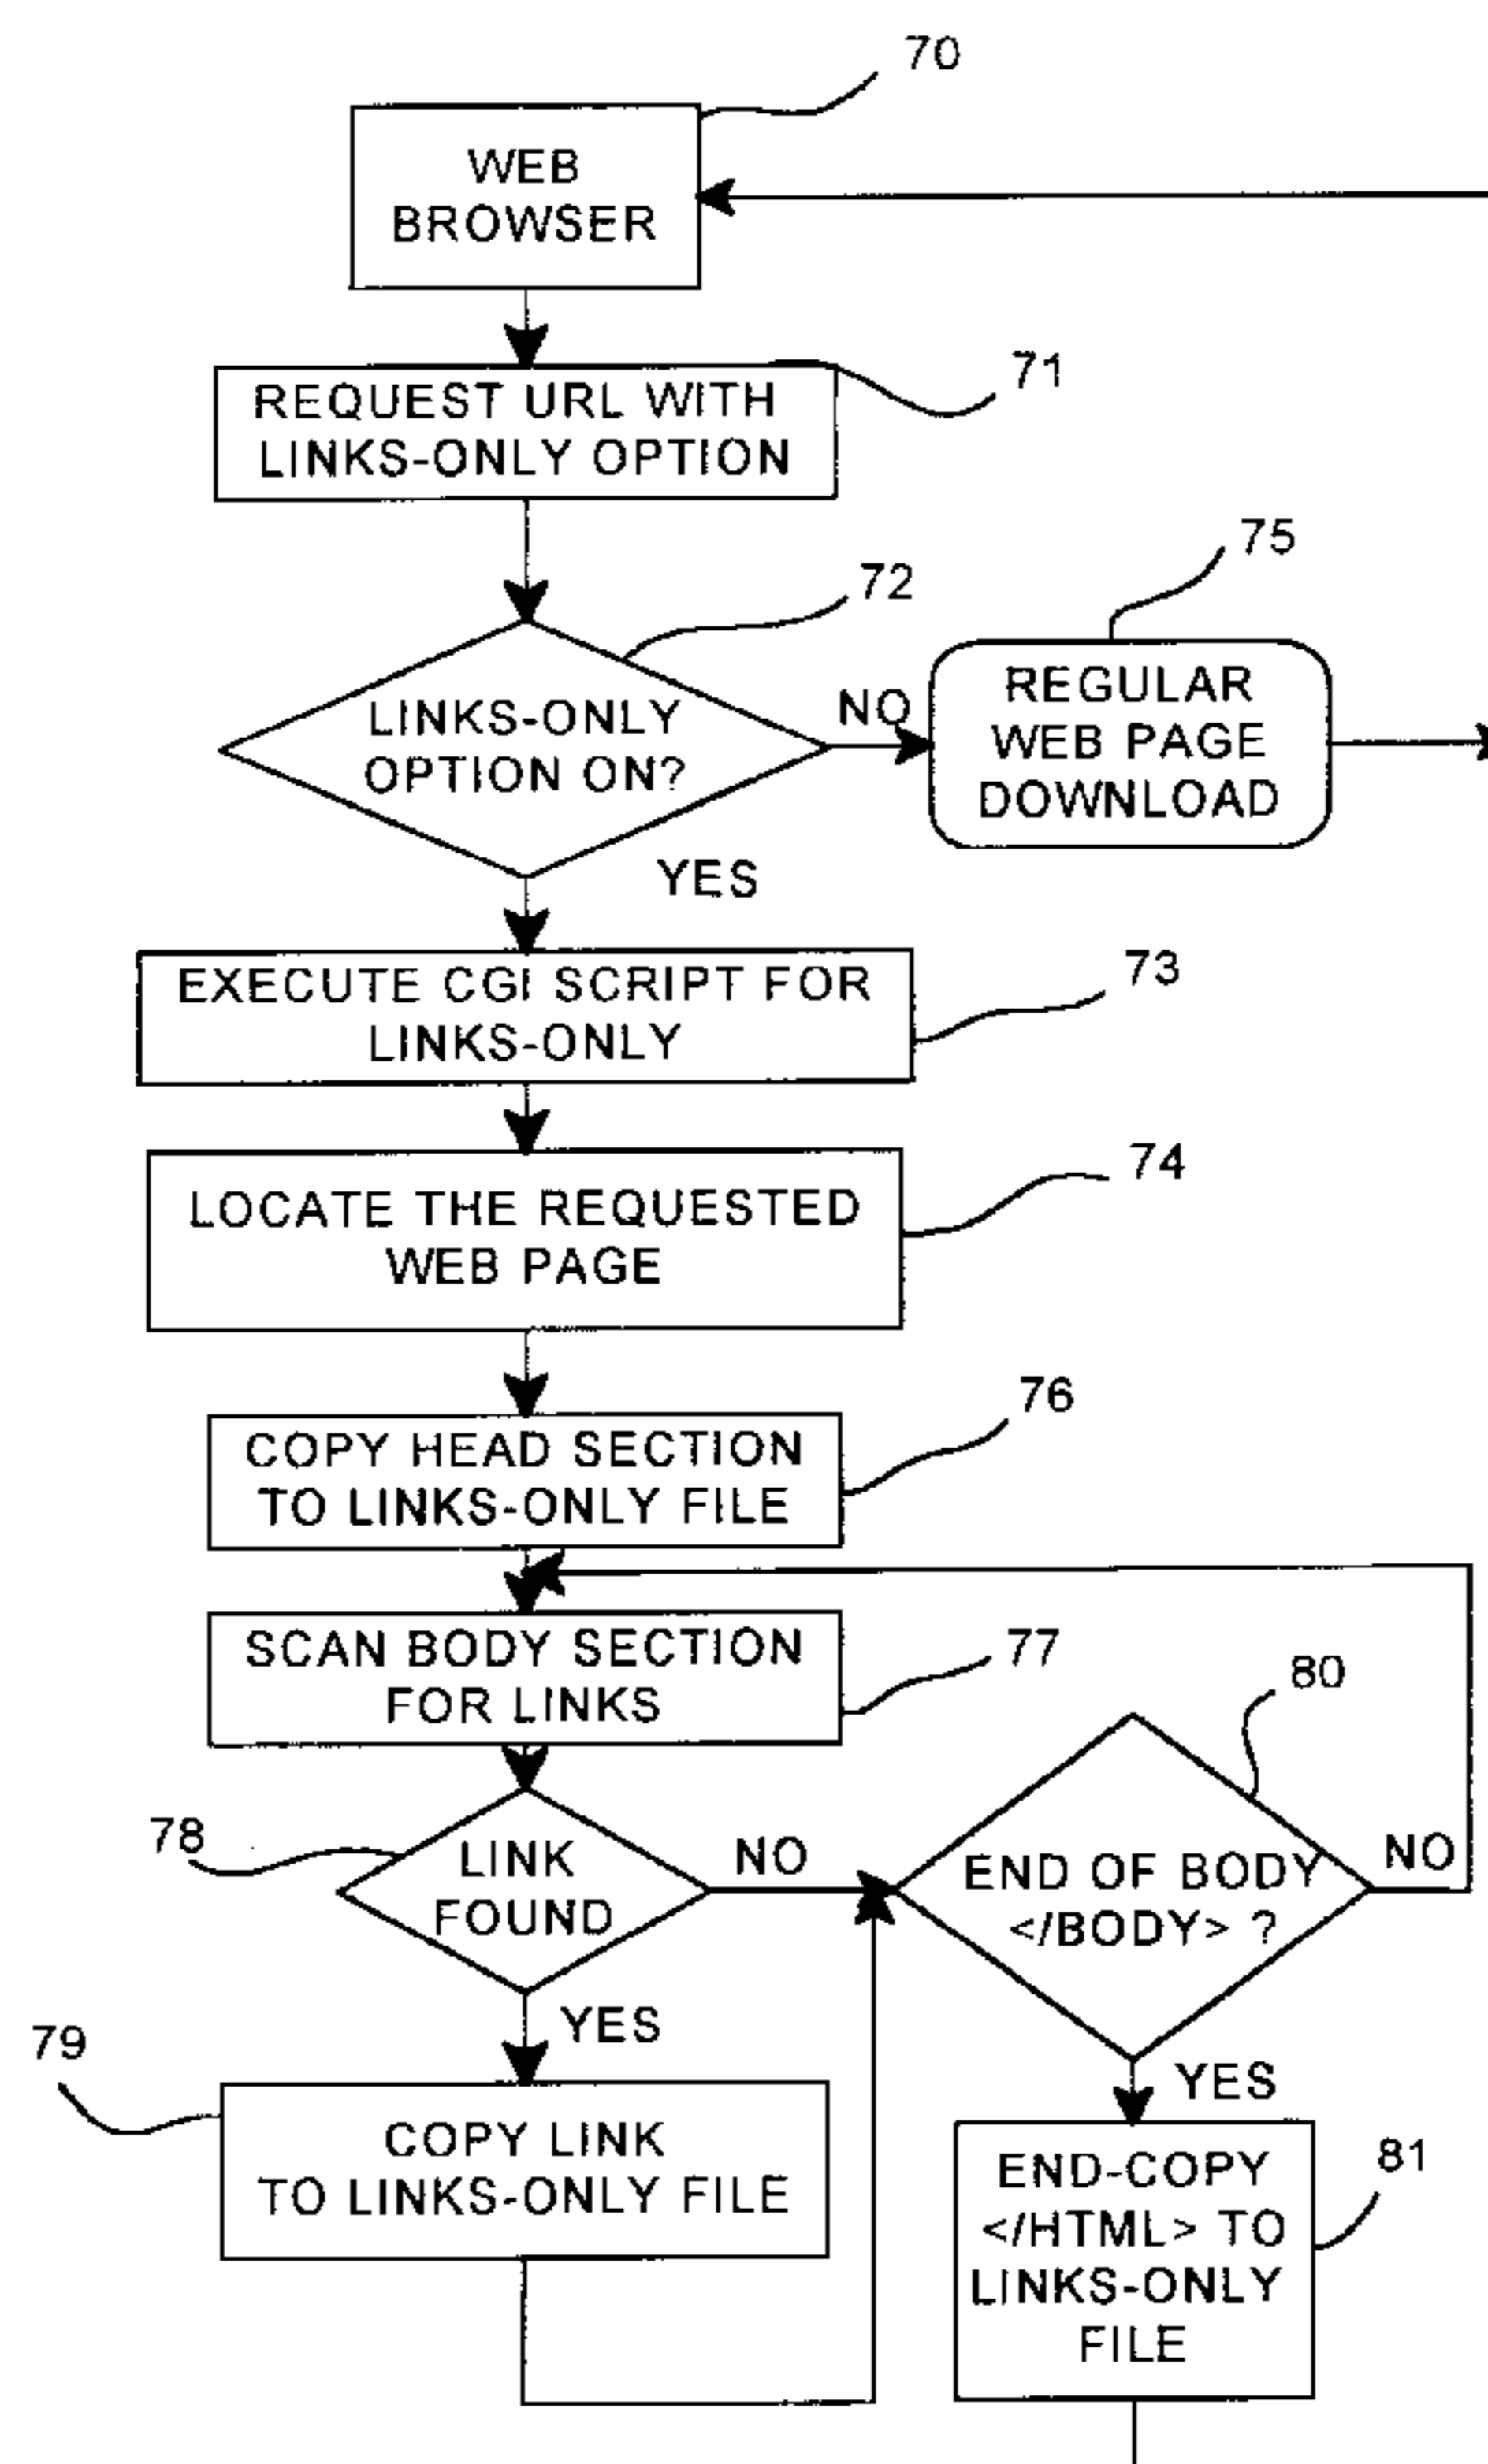 70
WEB
BROWSER
71
REQUEST URL WITH
LINKS-ONLY OPTION
72
75
LINKS-ONLY
OPTION ON?
NO
REGULAR
WEB PAGE
DOWNLOAD
YES
73
EXECUTE CGI SCRIPT FOR
LINKS-ONLY
74
LOCATE THE REQUESTED
WEB PAGE
76
COPY HEAD SECTION
TO LINKS-ONLY FILE
77
SCAN BODY SECTION
FOR LINKS
80
78
LINK
FOUND
NO
END OF BODY
</BODY> ?
NO
YES
79
COPY LINK
TO LINKS-ONLY FILE
YES
81
END-COPY
</HTML> TO
LINKS-ONLY
FILE